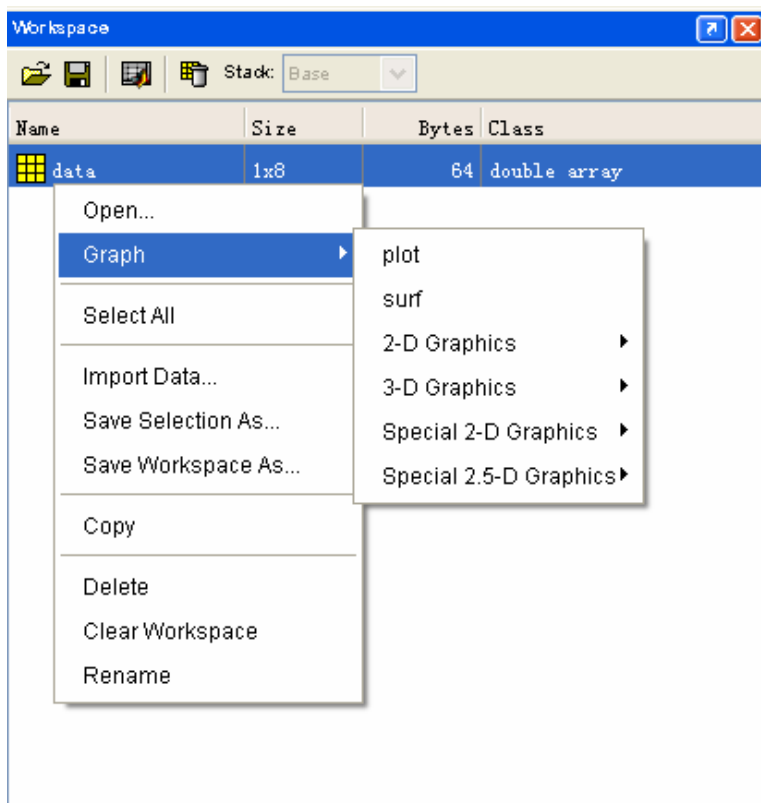 Workspace
Stack: Base
Name Size Bytes Class
data 1x8 64 double array
Open...
Graph
Select All
Import Data...
Save Selection As...
Save Workspace As...
Copy
Delete
Clear Workspace
Rename
plot
surf
2-D Graphics
3-D Graphics
Special 2-D Graphics
Special 2.5-D Graphics